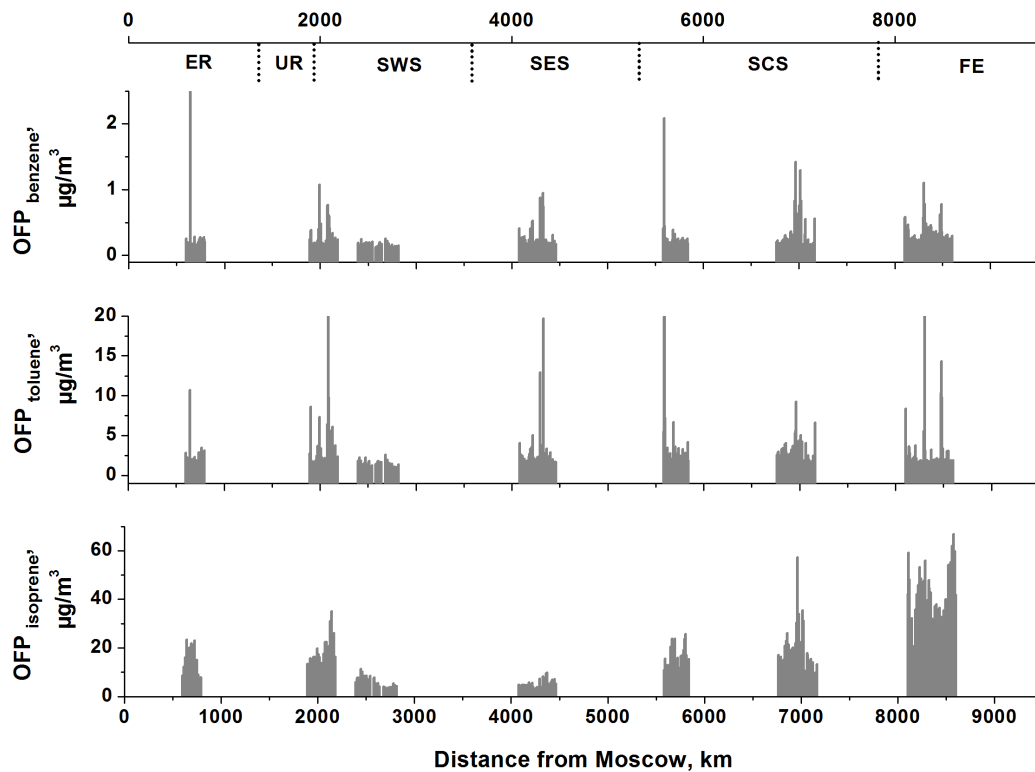 0 2000 4000 6000 8000
ER UR SWS SES SCS FE
OFP benzene,
µg/m³
2
1
0
OFP toluene,
µg/m³
20
15
10
5
0
OFP isoprene,
µg/m³
60
40
20
0
0 1000 2000 3000 4000 5000 6000 7000 8000 9000
Distance from Moscow, km